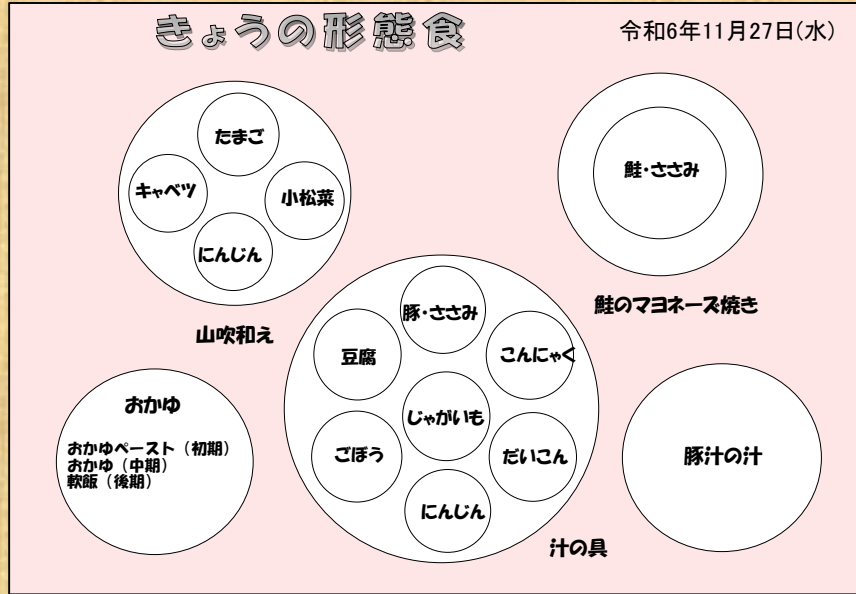 きょうの形態食
令和6年11月27日(水)
たまご
キャベツ
小松菜
にんじん
山吹和え
鮭・ささみ
鮭のマヨネーズ焼き
豚・ささみ
豆腐
こんにゃく
じゃがいも
ごぼう
だいこん
にんじん
汁の具
おかゆ
おかゆペースト（初期）
おかゆ（中期）
軟飯（後期）
豚汁の汁